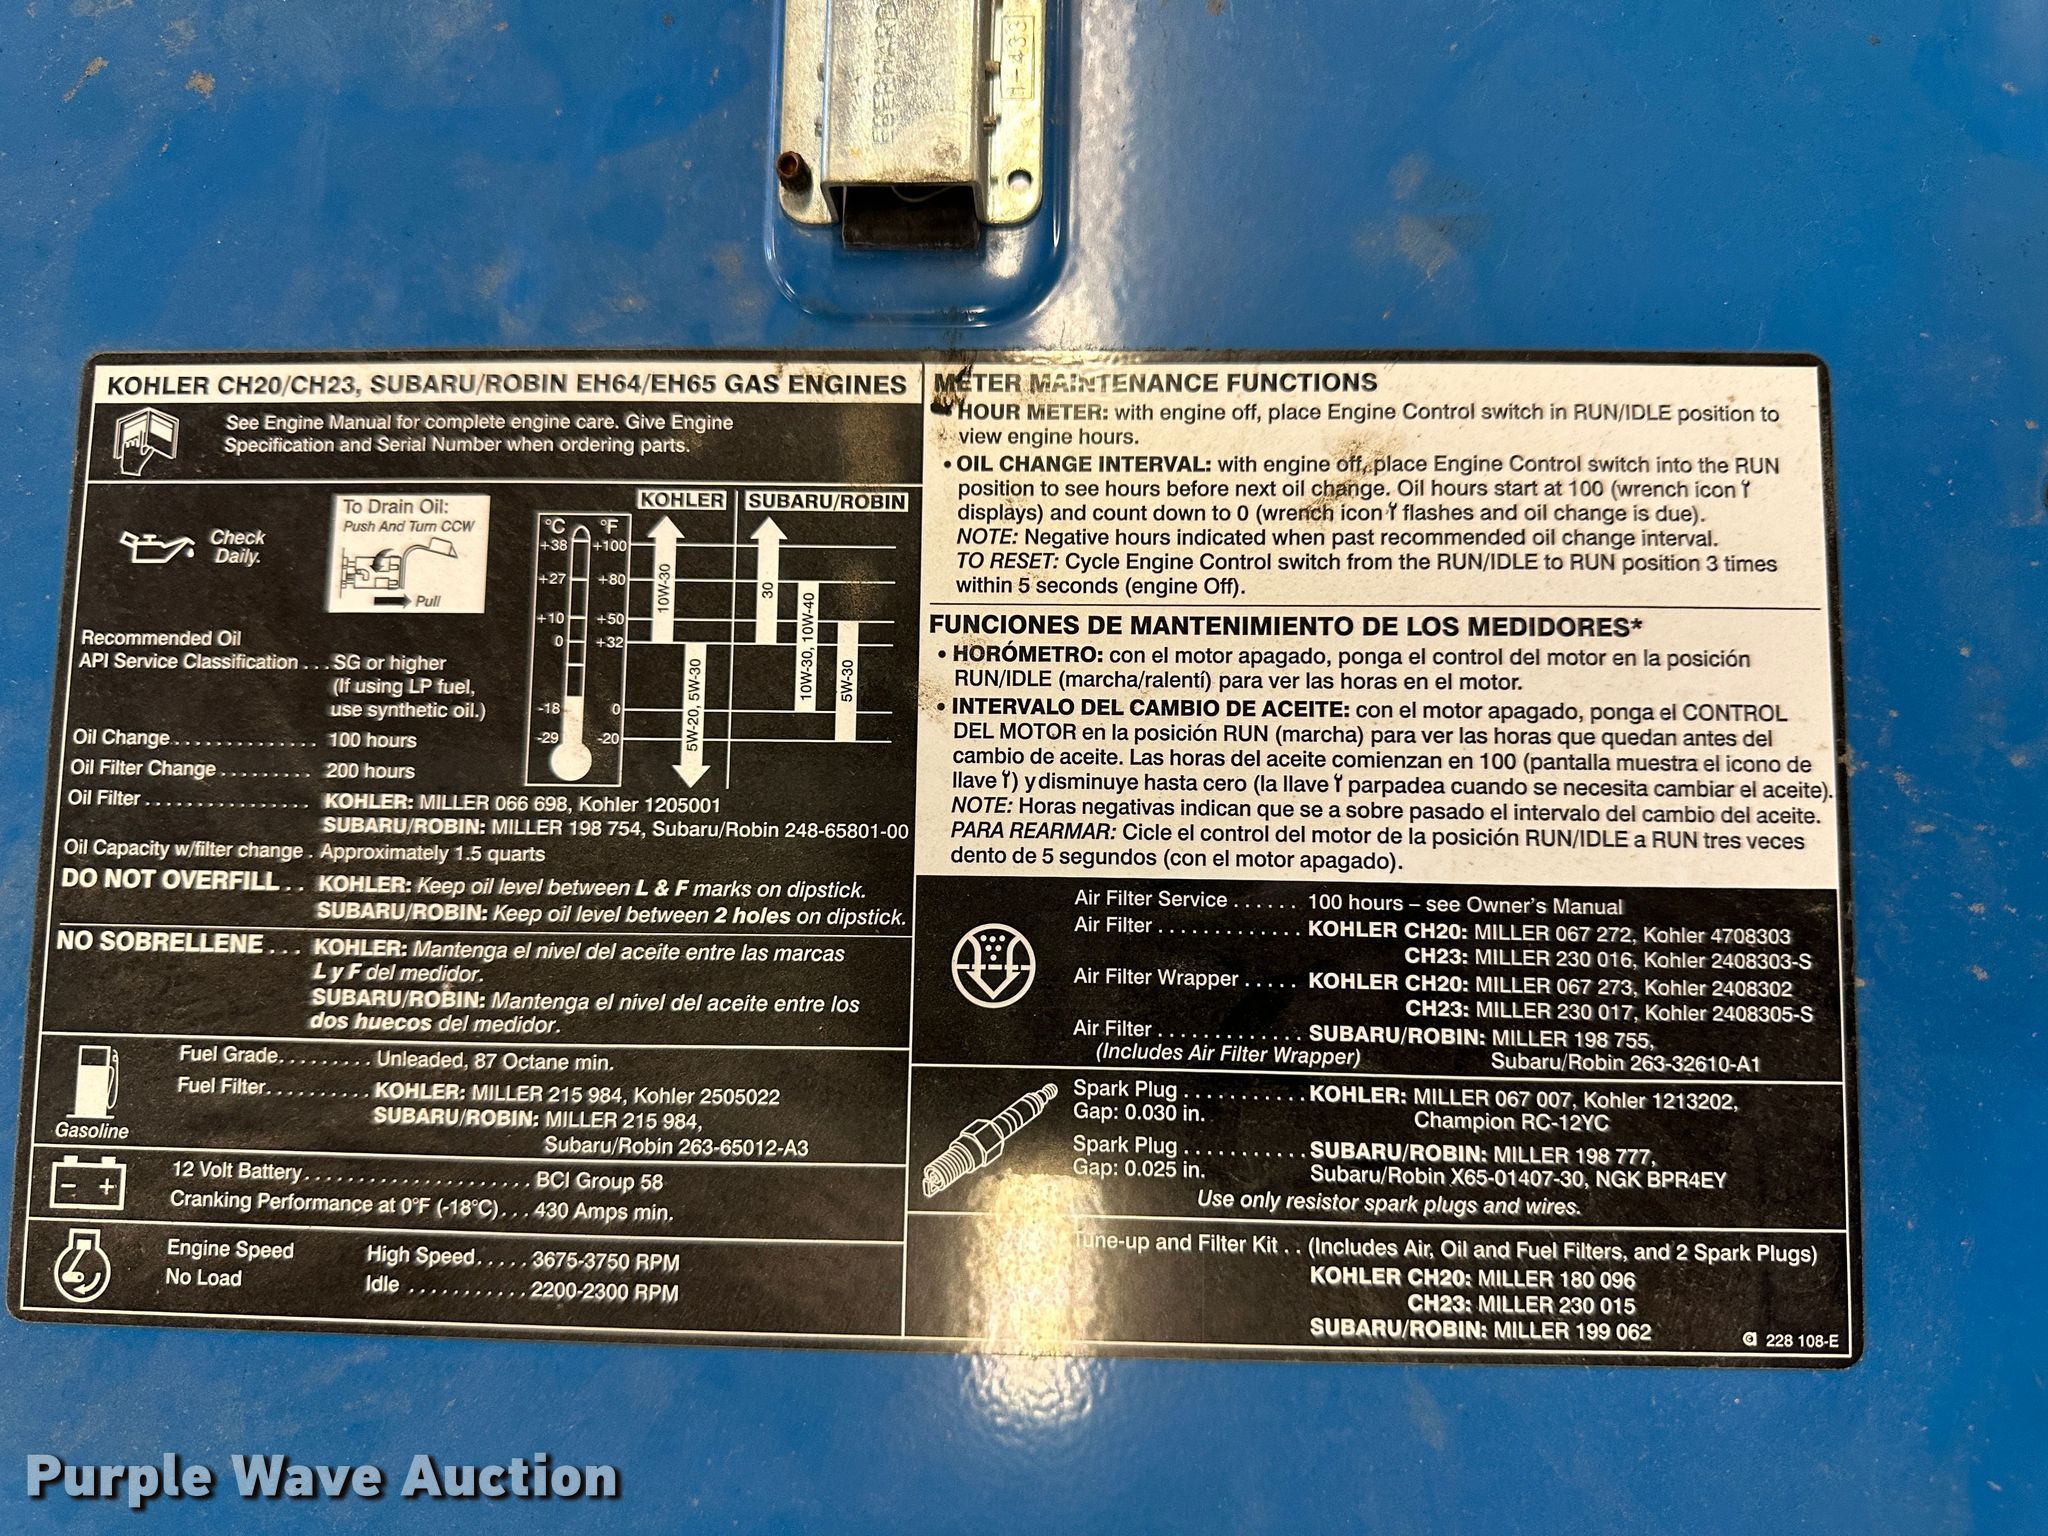 EBERHARD
H-433
KOHLER CH20/CH23, SUBARU/ROBIN EH64/EH65 GAS ENGINES
See Engine Manual for complete engine care. Give Engine
Specification and Serial Number when ordering parts.
Check
Daily.
To Drain Oil:
Push And Turn CCW
Pull
°C °F
+38 +100
+27 +80
+10 +50
0 +32
-18 0
-29 -20
KOHLER
10W-30
5W-20, 5W-30
SUBARU/ROBIN
30
10W-30, 10W-40
5W-30
Recommended Oil
API Service Classification . . . SG or higher
(If using LP fuel,
use synthetic oil.)
Oil Change . . . . . . . . . . . . . . 100 hours
Oil Filter Change . . . . . . . . . 200 hours
Oil Filter . . . . . . . . . . . . . . . . KOHLER: MILLER 066 698, Kohler 1205001
SUBARU/ROBIN: MILLER 198 754, Subaru/Robin 248-65801-00
Oil Capacity w/filter change . Approximately 1.5 quarts
DO NOT OVERFILL . . KOHLER: Keep oil level between L & F marks on dipstick.
SUBARU/ROBIN: Keep oil level between 2 holes on dipstick.
NO SOBRELLENE . . . KOHLER: Mantenga el nivel del aceite entre las marcas
L y F del medidor.
SUBARU/ROBIN: Mantenga el nivel del aceite entre los
dos huecos del medidor.
Gasoline
Fuel Grade. . . . . . . . . Unleaded, 87 Octane min.
Fuel Filter. . . . . . . . . . KOHLER: MILLER 215 984, Kohler 2505022
SUBARU/ROBIN: MILLER 215 984,
Subaru/Robin 263-65012-A3
- +
12 Volt Battery. . . . . . . . . . . . . . . . . . . . . . BCI Group 58
Cranking Performance at 0°F (-18°C) . . . 430 Amps min.
Engine Speed High Speed. . . . . 3675-3750 RPM
No Load Idle . . . . . . . . . . . 2200-2300 RPM
METER MAINTENANCE FUNCTIONS
• HOUR METER: with engine off, place Engine Control switch in RUN/IDLE position to
view engine hours.
• OIL CHANGE INTERVAL: with engine off, place Engine Control switch into the RUN
position to see hours before next oil change. Oil hours start at 100 (wrench icon
displays) and count down to 0 (wrench icon flashes and oil change is due).
NOTE: Negative hours indicated when past recommended oil change interval.
TO RESET: Cycle Engine Control switch from the RUN/IDLE to RUN position 3 times
within 5 seconds (engine Off).
FUNCIONES DE MANTENIMIENTO DE LOS MEDIDORES*
• HORÓMETRO: con el motor apagado, ponga el control del motor en la posición
RUN/IDLE (marcha/ralentí) para ver las horas en el motor.
• INTERVALO DEL CAMBIO DE ACEITE: con el motor apagado, ponga el CONTROL
DEL MOTOR en la posición RUN (marcha) para ver las horas que quedan antes del
cambio de aceite. Las horas del aceite comienzan en 100 (pantalla muestra el icono de
llave ) y disminuye hasta cero (la llave parpadea cuando se necesita cambiar el aceite).
NOTE: Horas negativas indican que se a sobre pasado el intervalo del cambio del aceite.
PARA REARMAR: Cicle el control del motor de la posición RUN/IDLE a RUN tres veces
dento de 5 segundos (con el motor apagado).
Air Filter Service . . . . . . 100 hours – see Owner's Manual
Air Filter . . . . . . . . . . . . . KOHLER CH20: MILLER 067 272, Kohler 4708303
CH23: MILLER 230 016, Kohler 2408303-S
Air Filter Wrapper . . . . . KOHLER CH20: MILLER 067 273, Kohler 2408302
CH23: MILLER 230 017, Kohler 2408305-S
Air Filter . . . . . . . . . . . . . SUBARU/ROBIN: MILLER 198 755,
(Includes Air Filter Wrapper) Subaru/Robin 263-32610-A1
Spark Plug . . . . . . . . . . . KOHLER: MILLER 067 007, Kohler 1213202,
Gap: 0.030 in. Champion RC-12YC
Spark Plug . . . . . . . . . . . SUBARU/ROBIN: MILLER 198 777,
Gap: 0.025 in. Subaru/Robin X65-01407-30, NGK BPR4EY
Use only resistor spark plugs and wires.
Tune-up and Filter Kit . . (Includes Air, Oil and Fuel Filters, and 2 Spark Plugs)
KOHLER CH20: MILLER 180 096
CH23: MILLER 230 015
SUBARU/ROBIN: MILLER 199 062
228 108-E
Purple Wave Auction